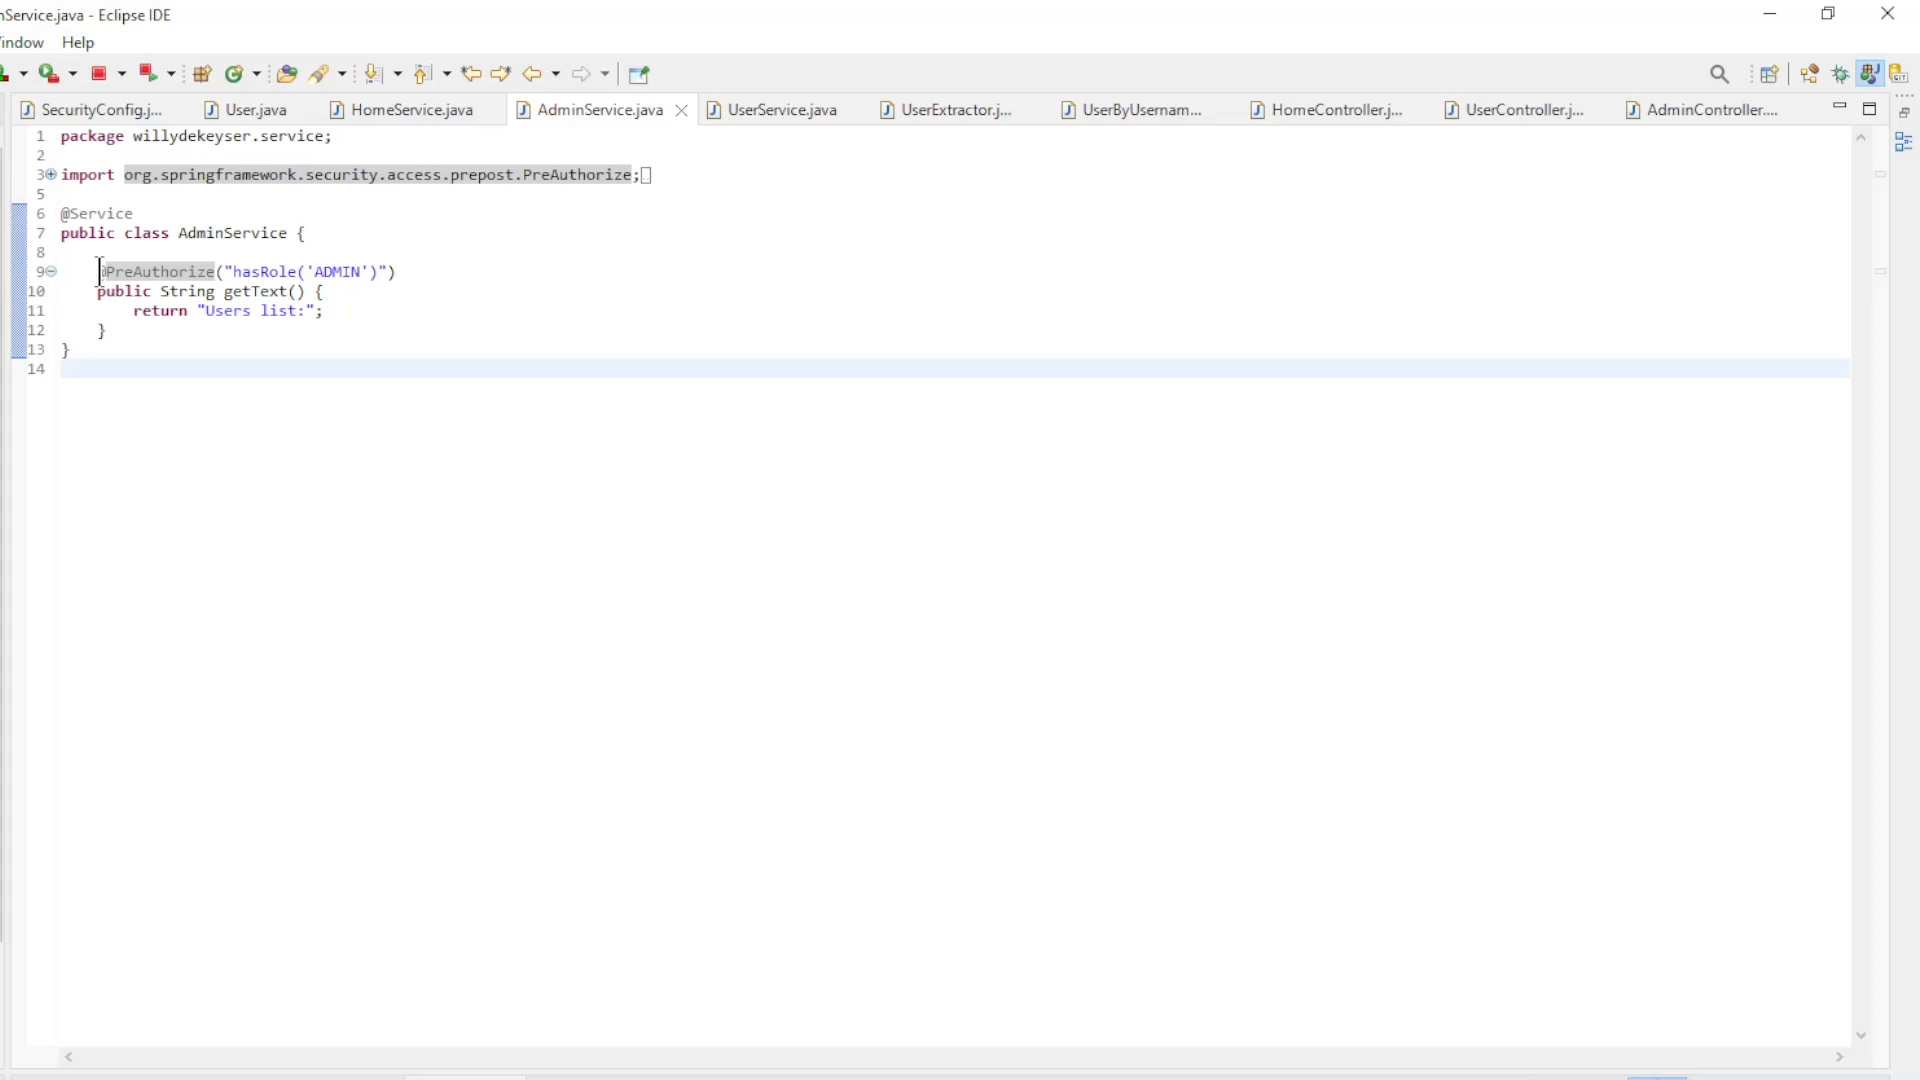 nService.java - Eclipse IDE
indow Help
SecurityConfig.j... User.java HomeService.java AdminService.java UserService.java UserExtractor.j... UserByUsernam... HomeController.j... UserController.j... AdminController....
1 package willydekeyser.service;
2
3 import org.springframework.security.access.prepost.PreAuthorize;
5
6 @Service
7 public class AdminService {
8
9 @PreAuthorize("hasRole('ADMIN')")
10 public String getText() {
11 return "Users list:";
12 }
13 }
14